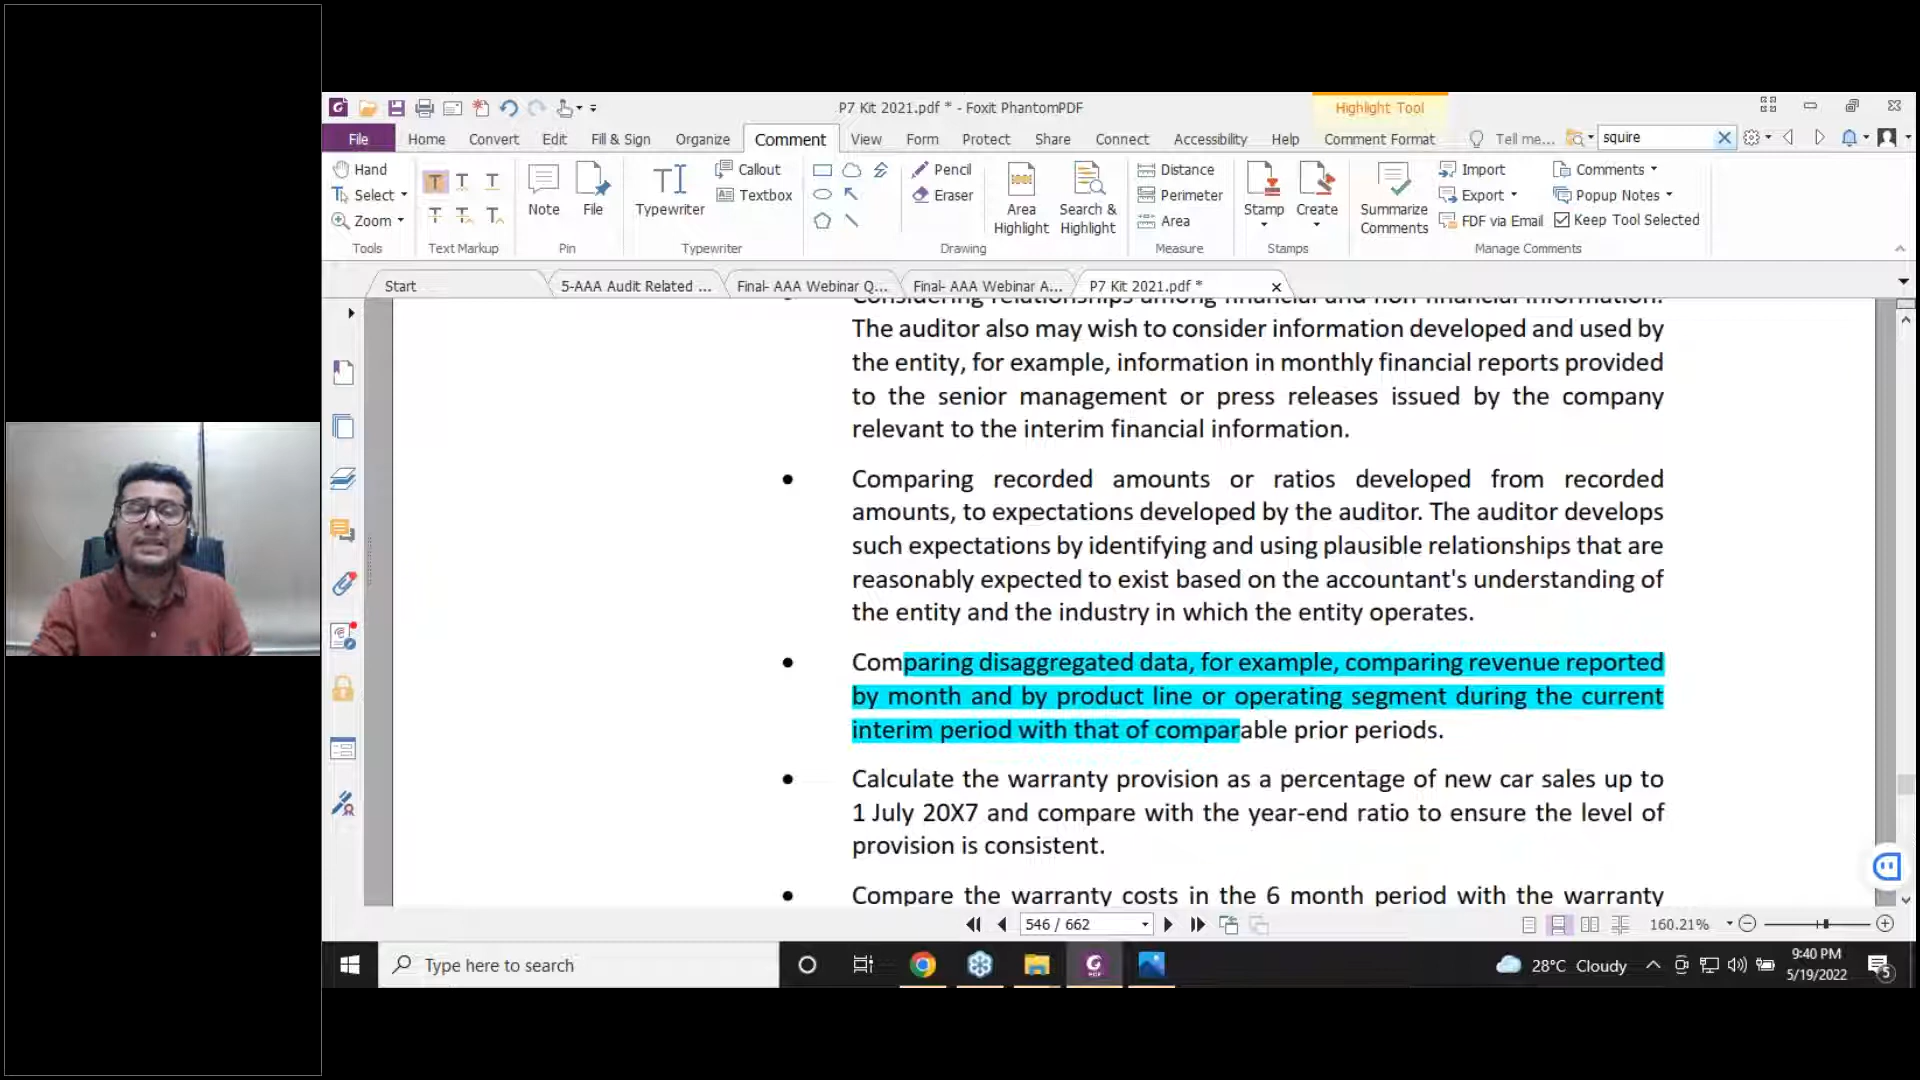 P7 Kit 2021.pdf * - Foxit PhantomPDF
Highlight Tool
File Home Convert Edit Fill & Sign Organize Comment View Form Protect Share Connect Accessibility Help Comment Format Tell me... squire
Hand
Select
Zoom
Tools
Text Markup
Note
File
Pin
Typewriter
Callout
Textbox
Typewriter
Pencil
Eraser
Area Highlight
Search & Highlight
Drawing
Distance
Perimeter
Area
Measure
Stamp
Create
Stamps
Summarize Comments
Import
Export
FDF via Email
Comments
Popup Notes
Keep Tool Selected
Manage Comments
Start
5-AAA Audit Related ...
Final- AAA Webinar Q...
Final- AAA Webinar A...
P7 Kit 2021.pdf *
Considering relationships among financial and non financial information.
The auditor also may wish to consider information developed and used by
the entity, for example, information in monthly financial reports provided
to the senior management or press releases issued by the company
relevant to the interim financial information.
• Comparing recorded amounts or ratios developed from recorded
amounts, to expectations developed by the auditor. The auditor develops
such expectations by identifying and using plausible relationships that are
reasonably expected to exist based on the accountant's understanding of
the entity and the industry in which the entity operates.
• Comparing disaggregated data, for example, comparing revenue reported
by month and by product line or operating segment during the current
interim period with that of comparable prior periods.
• Calculate the warranty provision as a percentage of new car sales up to
1 July 20X7 and compare with the year-end ratio to ensure the level of
provision is consistent.
• Compare the warranty costs in the 6 month period with the warranty
546 / 662
160.21%
Type here to search
28°C Cloudy
9:40 PM
5/19/2022
5